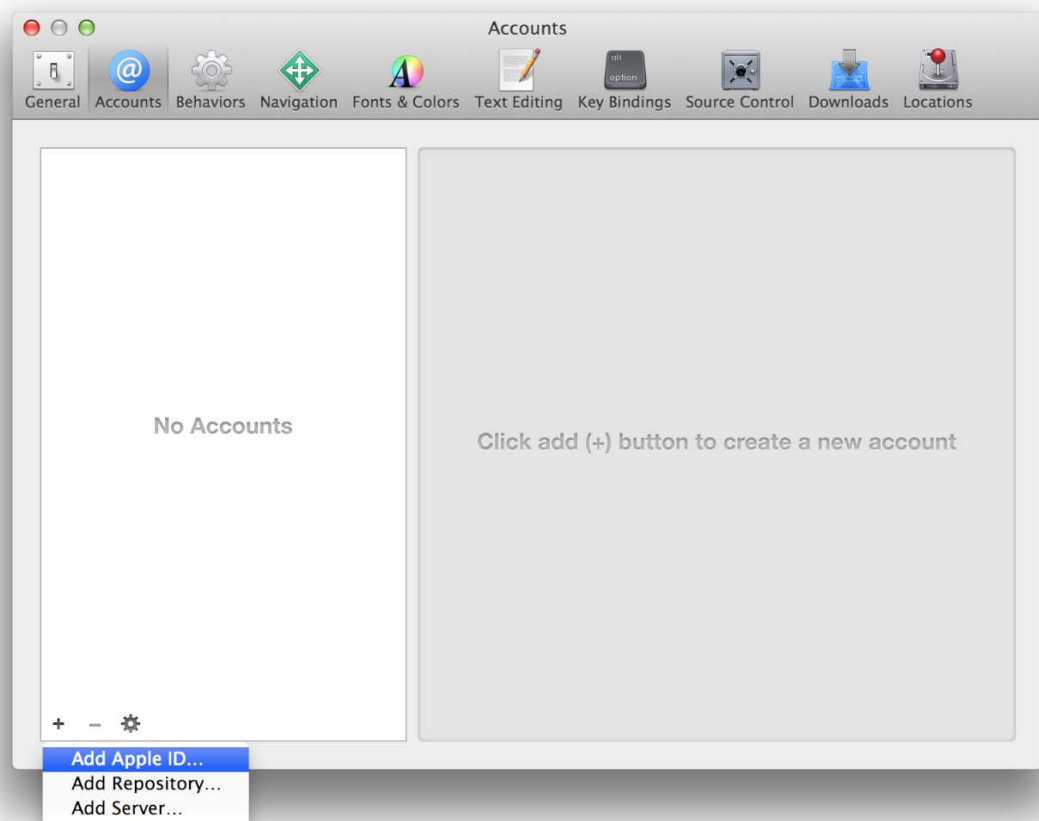 Accounts
General Accounts Behaviors Navigation Fonts & Colors Text Editing Key Bindings Source Control Downloads Locations
alt
option
No Accounts
Click add (+) button to create a new account
+ −
Add Apple ID...
Add Repository...
Add Server...